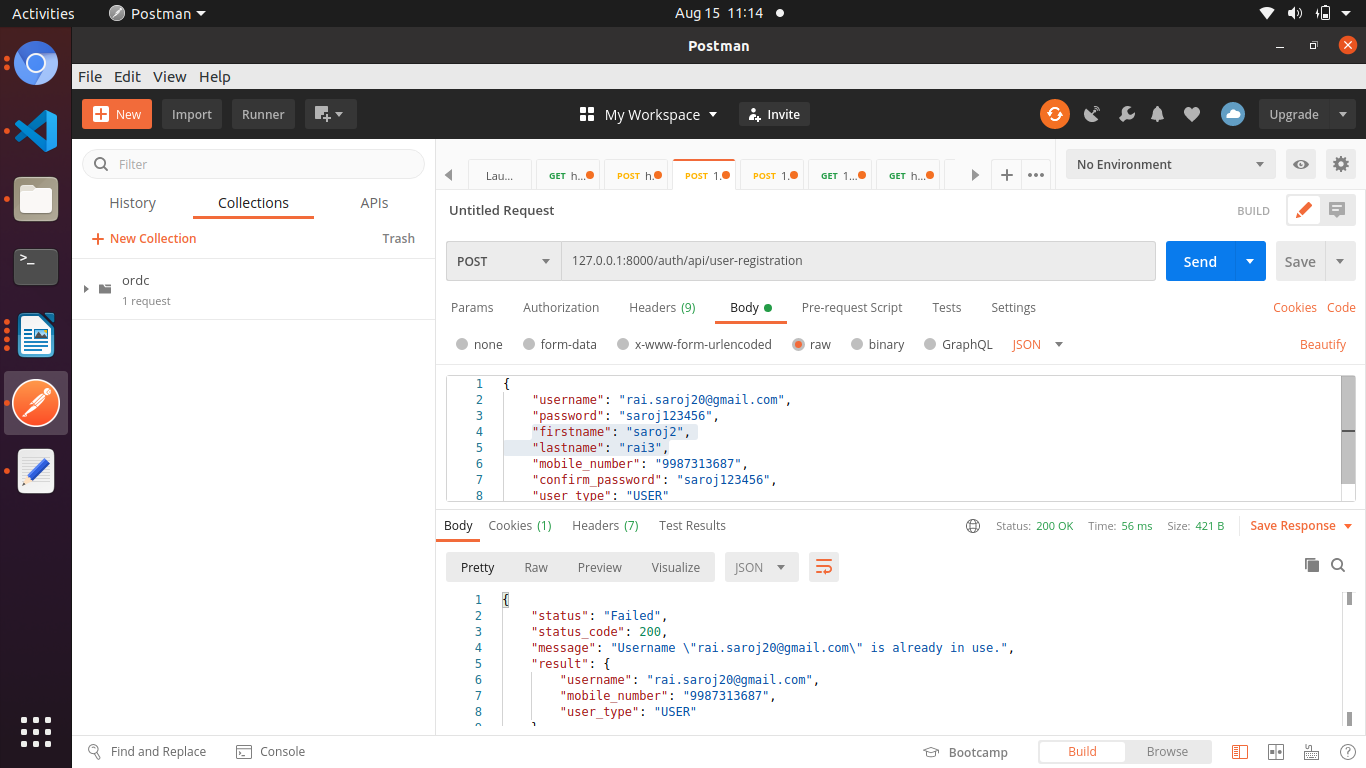 Activities Postman Aug 15 11:14
Postman
File Edit View Help
New Import Runner My Workspace Invite Upgrade
Filter
History Collections APIs
New Collection Trash
ordc
1 request
Lau... GET h... POST h. POST 1. POST 1. GET 1... GET h... No Environment
Untitled Request BUILD
POST 127.0.0.1:8000/auth/api/user-registration Send Save
Params Authorization Headers (9) Body Pre-request Script Tests Settings Cookies Code
none form-data x-www-form-urlencoded raw binary GraphQL JSON Beautify
1 {
2 "username": "rai.saroj20@gmail.com",
3 "password": "saroj123456",
4 "firstname": "saroj2",
5 "lastname": "rai3",
6 "mobile_number": "9987313687",
7 "confirm_password": "saroj123456",
8 "user_type": "USER"
Body Cookies (1) Headers (7) Test Results Status: 200 OK Time: 56 ms Size: 421 B Save Response
Pretty Raw Preview Visualize JSON
1 {
2 "status": "Failed",
3 "status_code": 200,
4 "message": "Username \"rai.saroj20@gmail.com\" is already in use.",
5 "result": {
6 "username": "rai.saroj20@gmail.com",
7 "mobile_number": "9987313687",
8 "user_type": "USER"
Find and Replace Console Bootcamp Build Browse